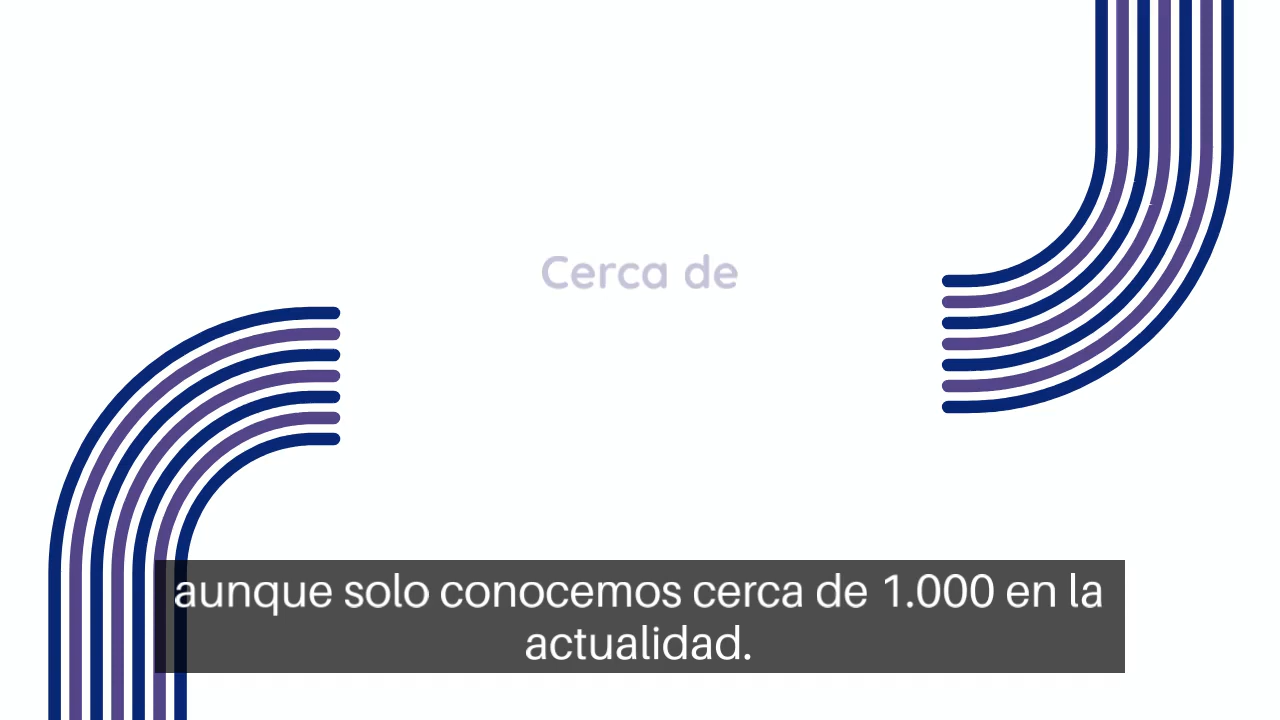 Cerca de
aunque solo conocemos cerca de 1.000 en la
actualidad.